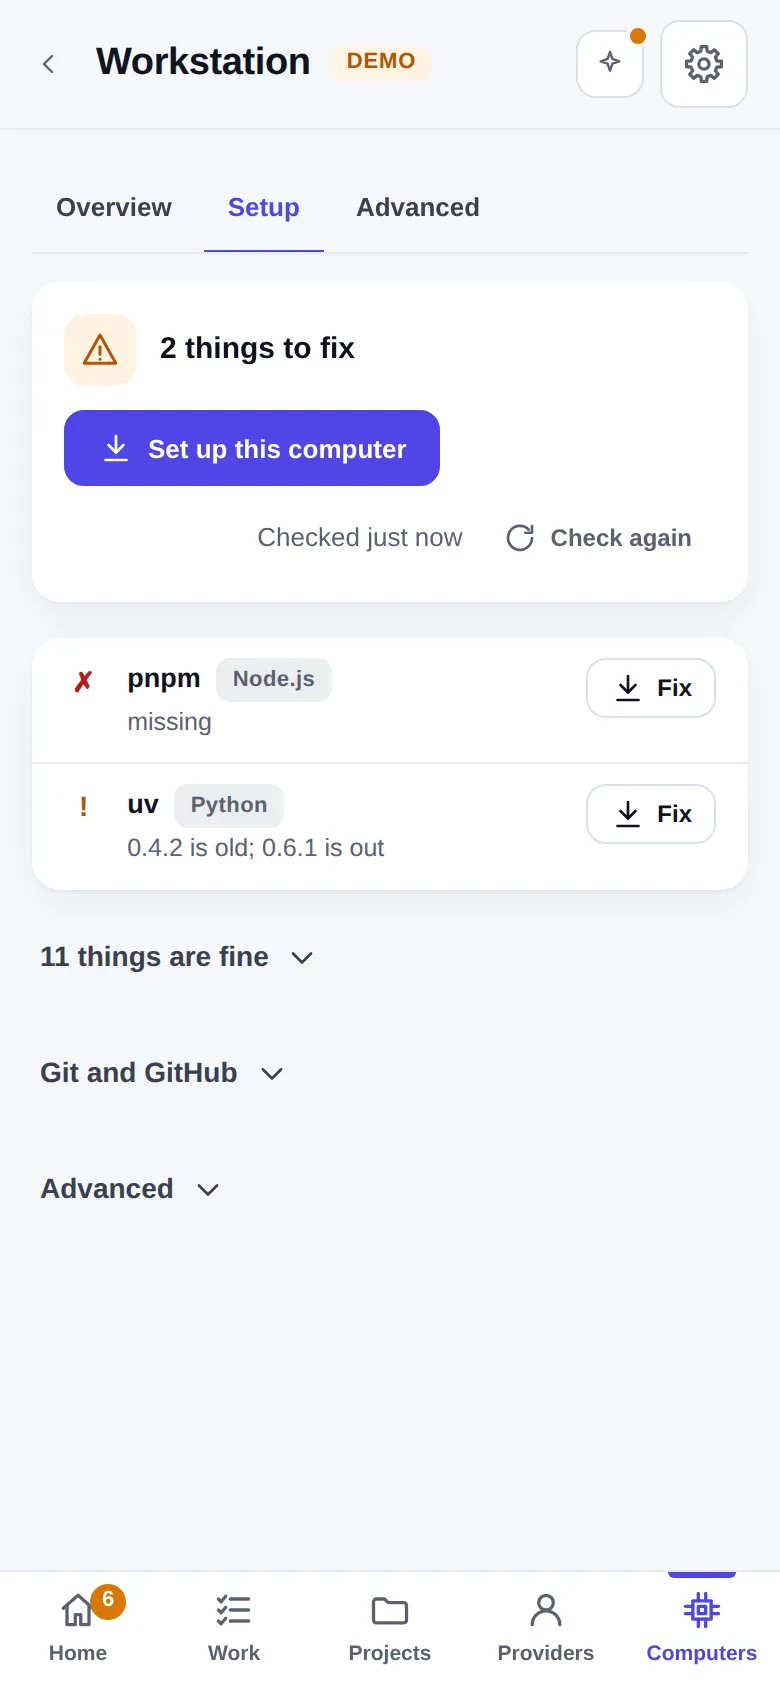 Workstation DEMO
Overview Setup Advanced
2 things to fix
Set up this computer
Checked just now Check again
✗ pnpm Node.js Fix
missing
! uv Python Fix
0.4.2 is old; 0.6.1 is out
11 things are fine
Git and GitHub
Advanced
6
Home Work Projects Providers Computers